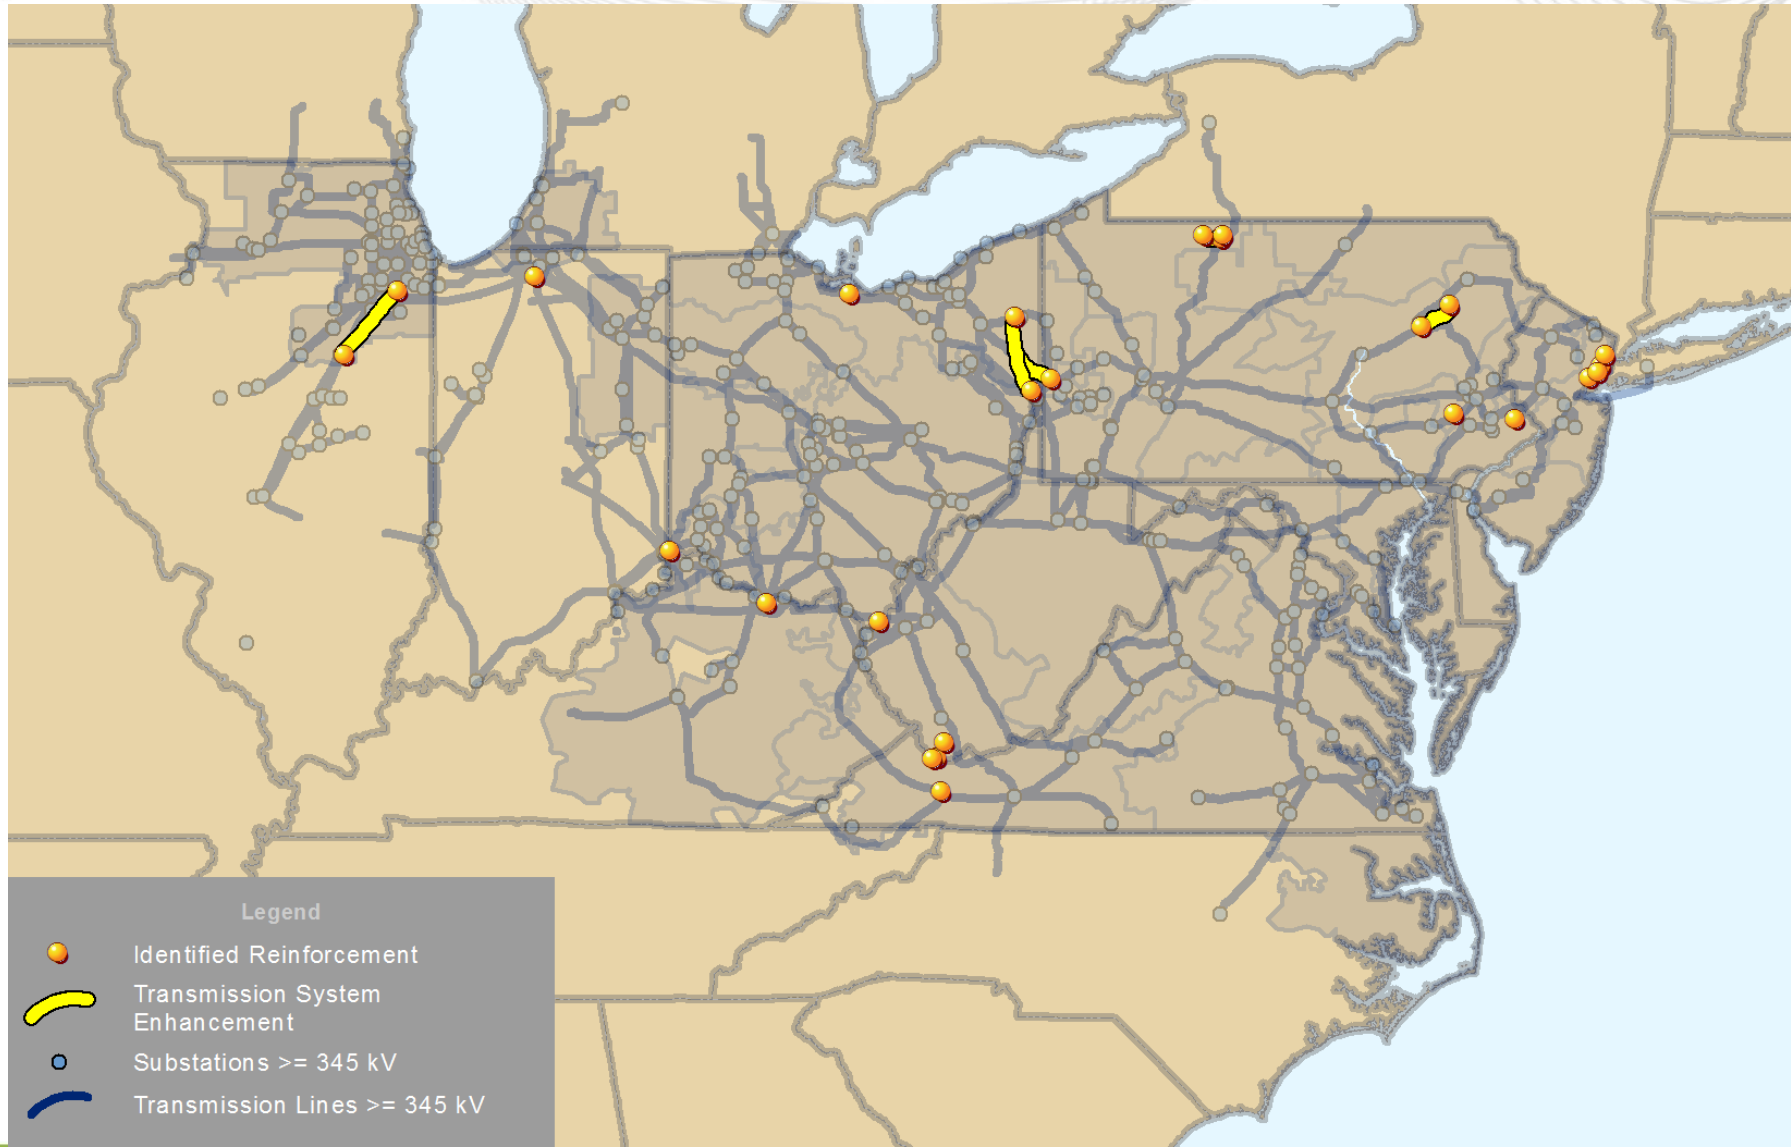 Legend
Identified Reinforcement
Transmission System
Enhancement
Substations >= 345 kV
Transmission Lines >= 345 kV